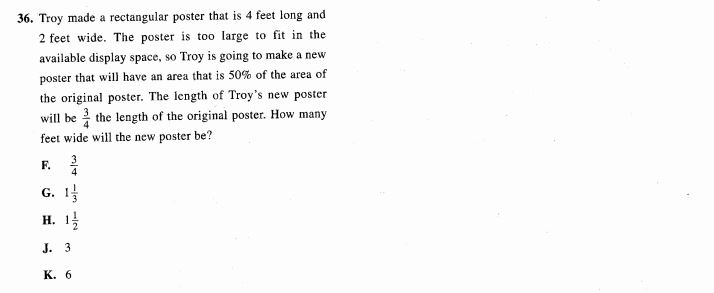 36. Troy made a rectangular poster that is 4 feet long and
2 feet wide. The poster is too large to fit in the
available display space, so Troy is going to make a new
poster that will have an area that is 50% of the area of
the original poster. The length of Troy's new poster
will be 3/4 the length of the original poster. How many
feet wide will the new poster be?
F. 3/4
G. 1 1/3
H. 1 1/2
J. 3
K. 6